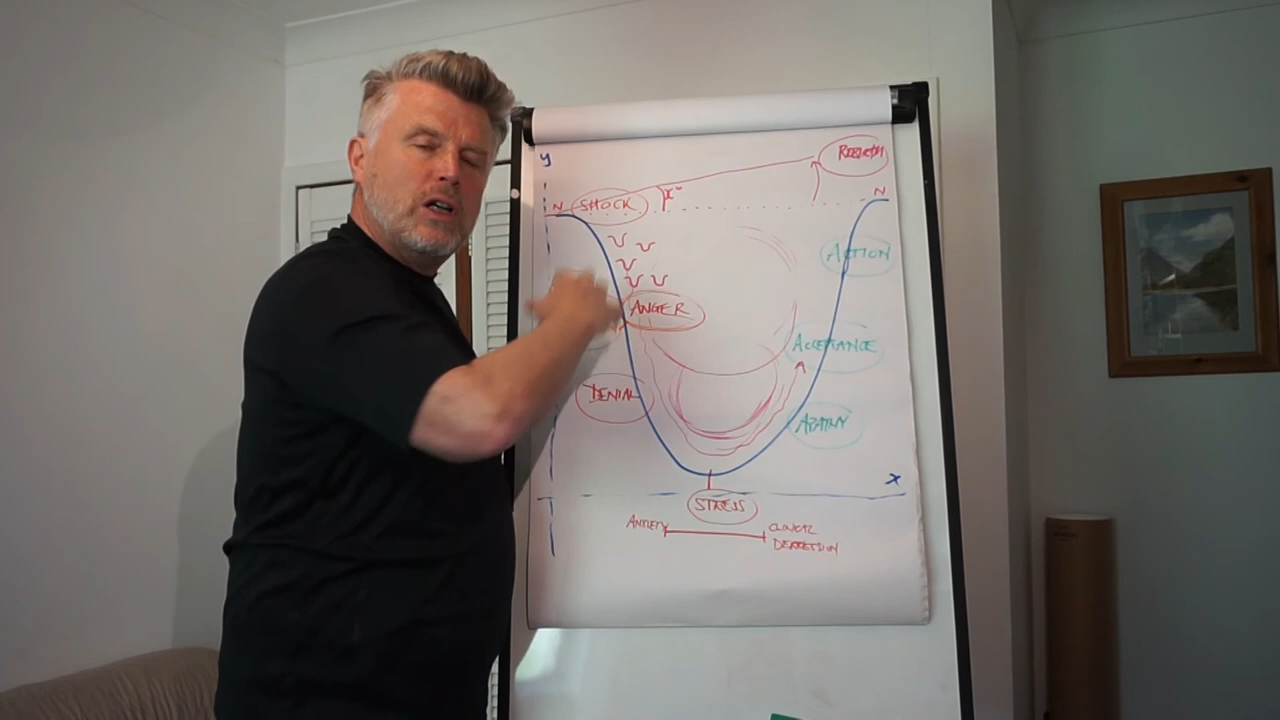 y
N
SHOCK
x°
N
ACTION
ANGER
ACCEPTANCE
DENIAL
APATHY
x
STRESS
ANXIETY
CLINICAL
DEPRESSION